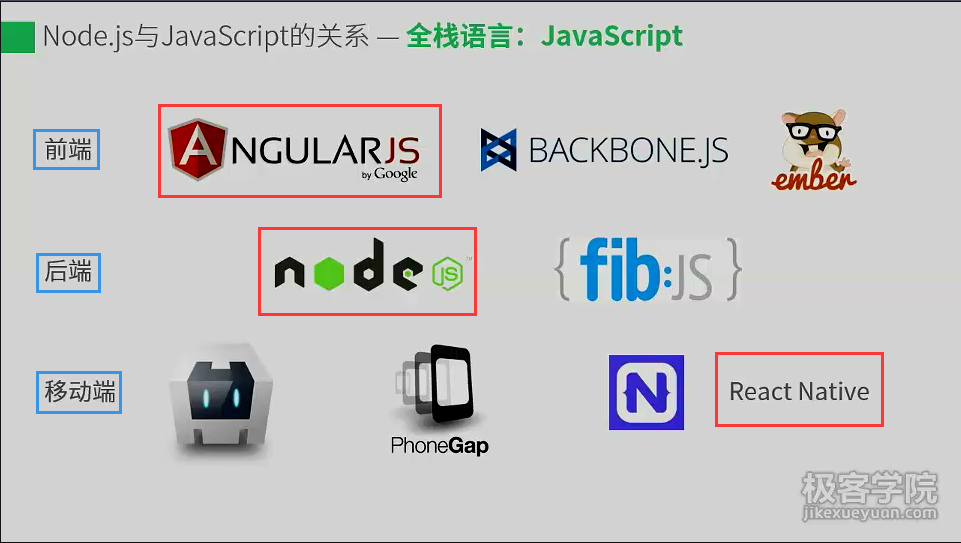 Node.js与JavaScript的关系 — 全栈语言：JavaScript
前端
ANGULARJS
by Google
BACKBONE.JS
ember
后端
node
JS
TM
{fib:JS}
移动端
PhoneGap
N
React Native
极客学院
jikexueyuan.com